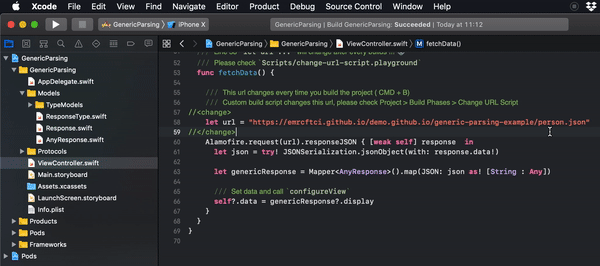 Xcode File Edit View Find Navigate Editor Product Debug Source Control Window Help
GenericParsing iPhone X
GenericParsing | Build GenericParsing: Succeeded | Today at 11:12
GenericParsing GenericParsing ViewController.swift fetchData()
GenericParsing
GenericParsing
AppDelegate.swift
Models
TypeModels
ResponseType.swift
Response.swift
AnyResponse.swift
Protocols
ViewController.swift
Main.storyboard
Assets.xcassets
LaunchScreen.storyboard
Info.plist
Products
Pods
Frameworks
Pods
52 /// Please check `Scripts/change-url-script.playground`
53 func fetchData() {
54
55 /// This url changes every time you build the project ( CMD + B)
56 /// Custom build script changes this url, please check Project > Build Phases > Change URL Script
57 //<change>
58 let url = "https://emrcftci.github.io/demo.github.io/generic-parsing-example/person.json"
59 //</change>
60 Alamofire.request(url).responseJSON { [weak self] response in
61 let json = try! JSONSerialization.jsonObject(with: response.data!)
62
63 let genericResponse = Mapper<AnyResponse>().map(JSON: json as! [String : Any])
64
65 /// Set data and call `configureView`
66 self?.data = genericResponse?.display
67 }
68 }
69 }
70